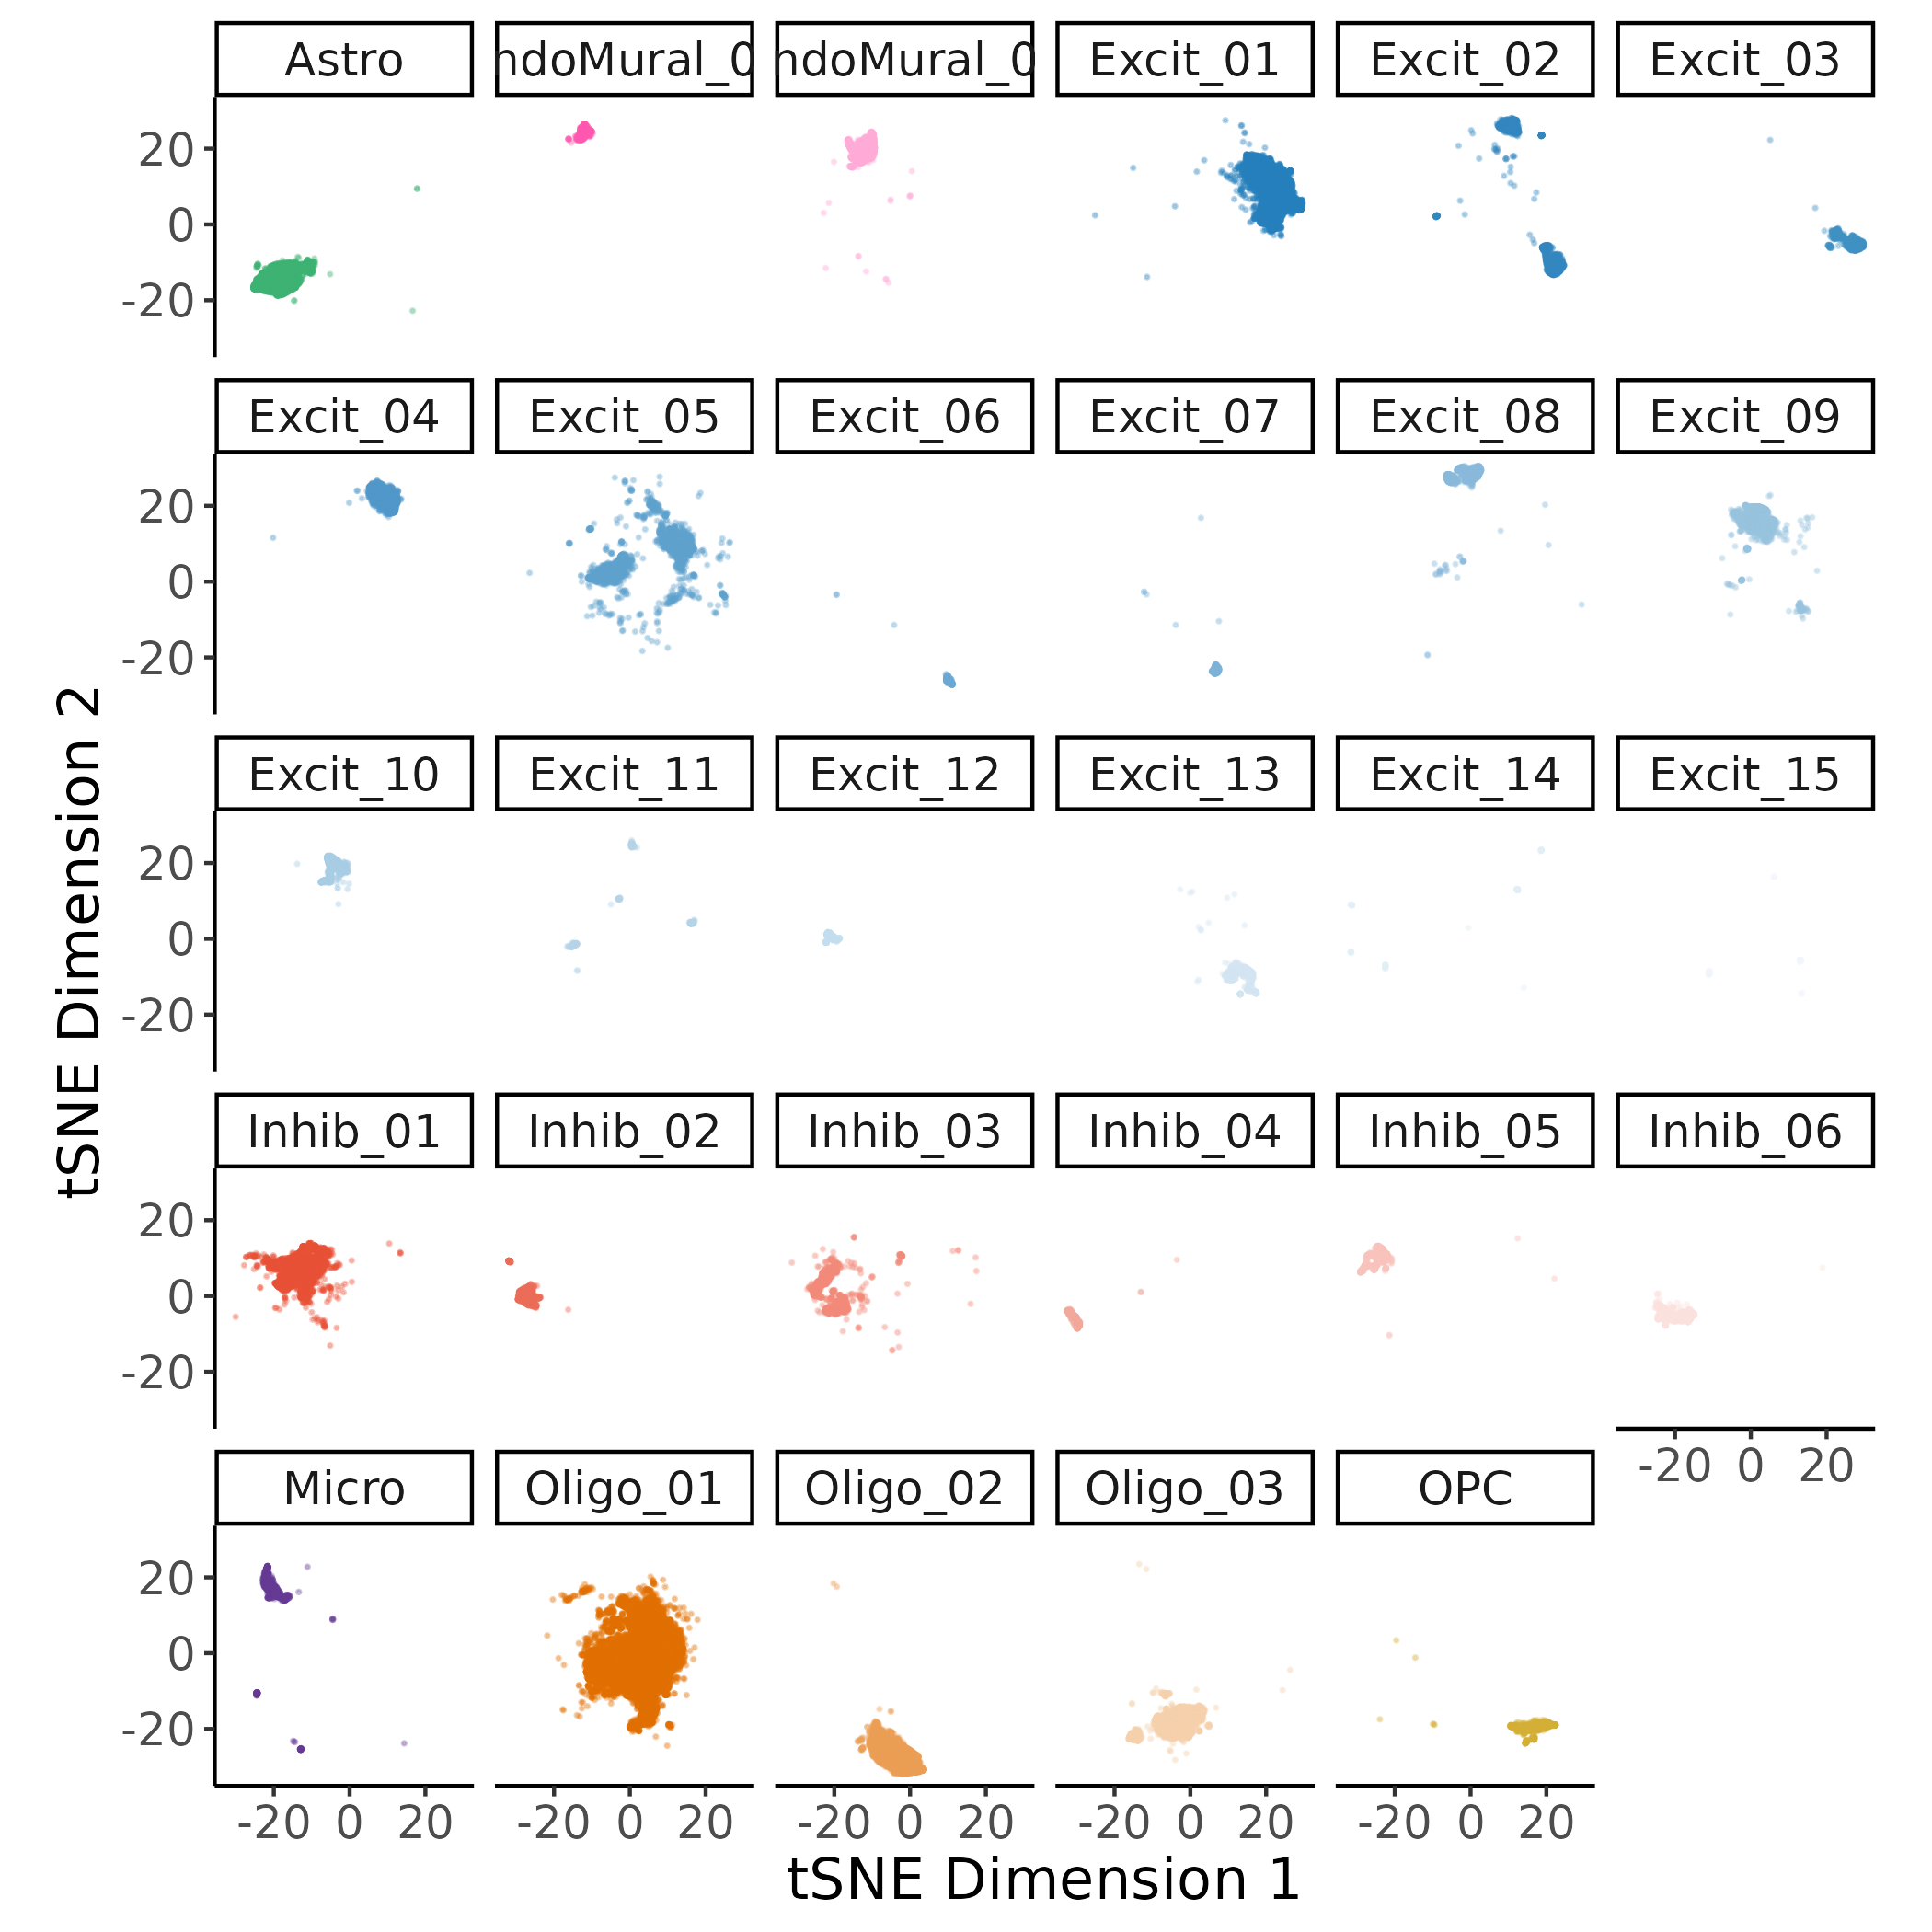 Astro
ndoMural_0
ndoMural_0
Excit_01
Excit_02
Excit_03
20
0
-20
Excit_04
Excit_05
Excit_06
Excit_07
Excit_08
Excit_09
20
0
-20
Excit_10
Excit_11
Excit_12
Excit_13
Excit_14
Excit_15
20
0
-20
Inhib_01
Inhib_02
Inhib_03
Inhib_04
Inhib_05
Inhib_06
20
0
-20
-20 0 20
Micro
Oligo_01
Oligo_02
Oligo_03
OPC
20
0
-20
-20 0 20
-20 0 20
-20 0 20
-20 0 20
-20 0 20
tSNE Dimension 1
tSNE Dimension 2